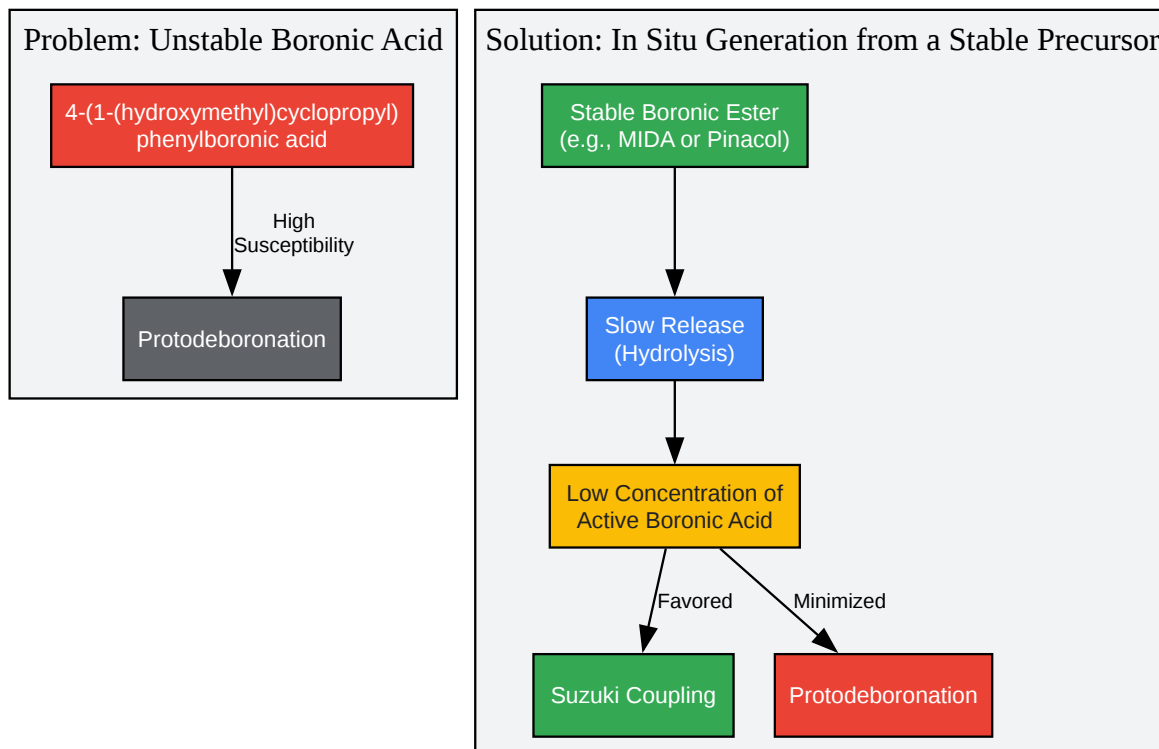 Problem: Unstable Boronic Acid
4-(1-(hydroxymethyl)cyclopropyl)
phenylboronic acid
High
Susceptibility
Protodeboronation
Solution: In Situ Generation from a Stable Precursor
Stable Boronic Ester
(e.g., MIDA or Pinacol)
Slow Release
(Hydrolysis)
Low Concentration of
Active Boronic Acid
Favored
Minimized
Suzuki Coupling
Protodeboronation